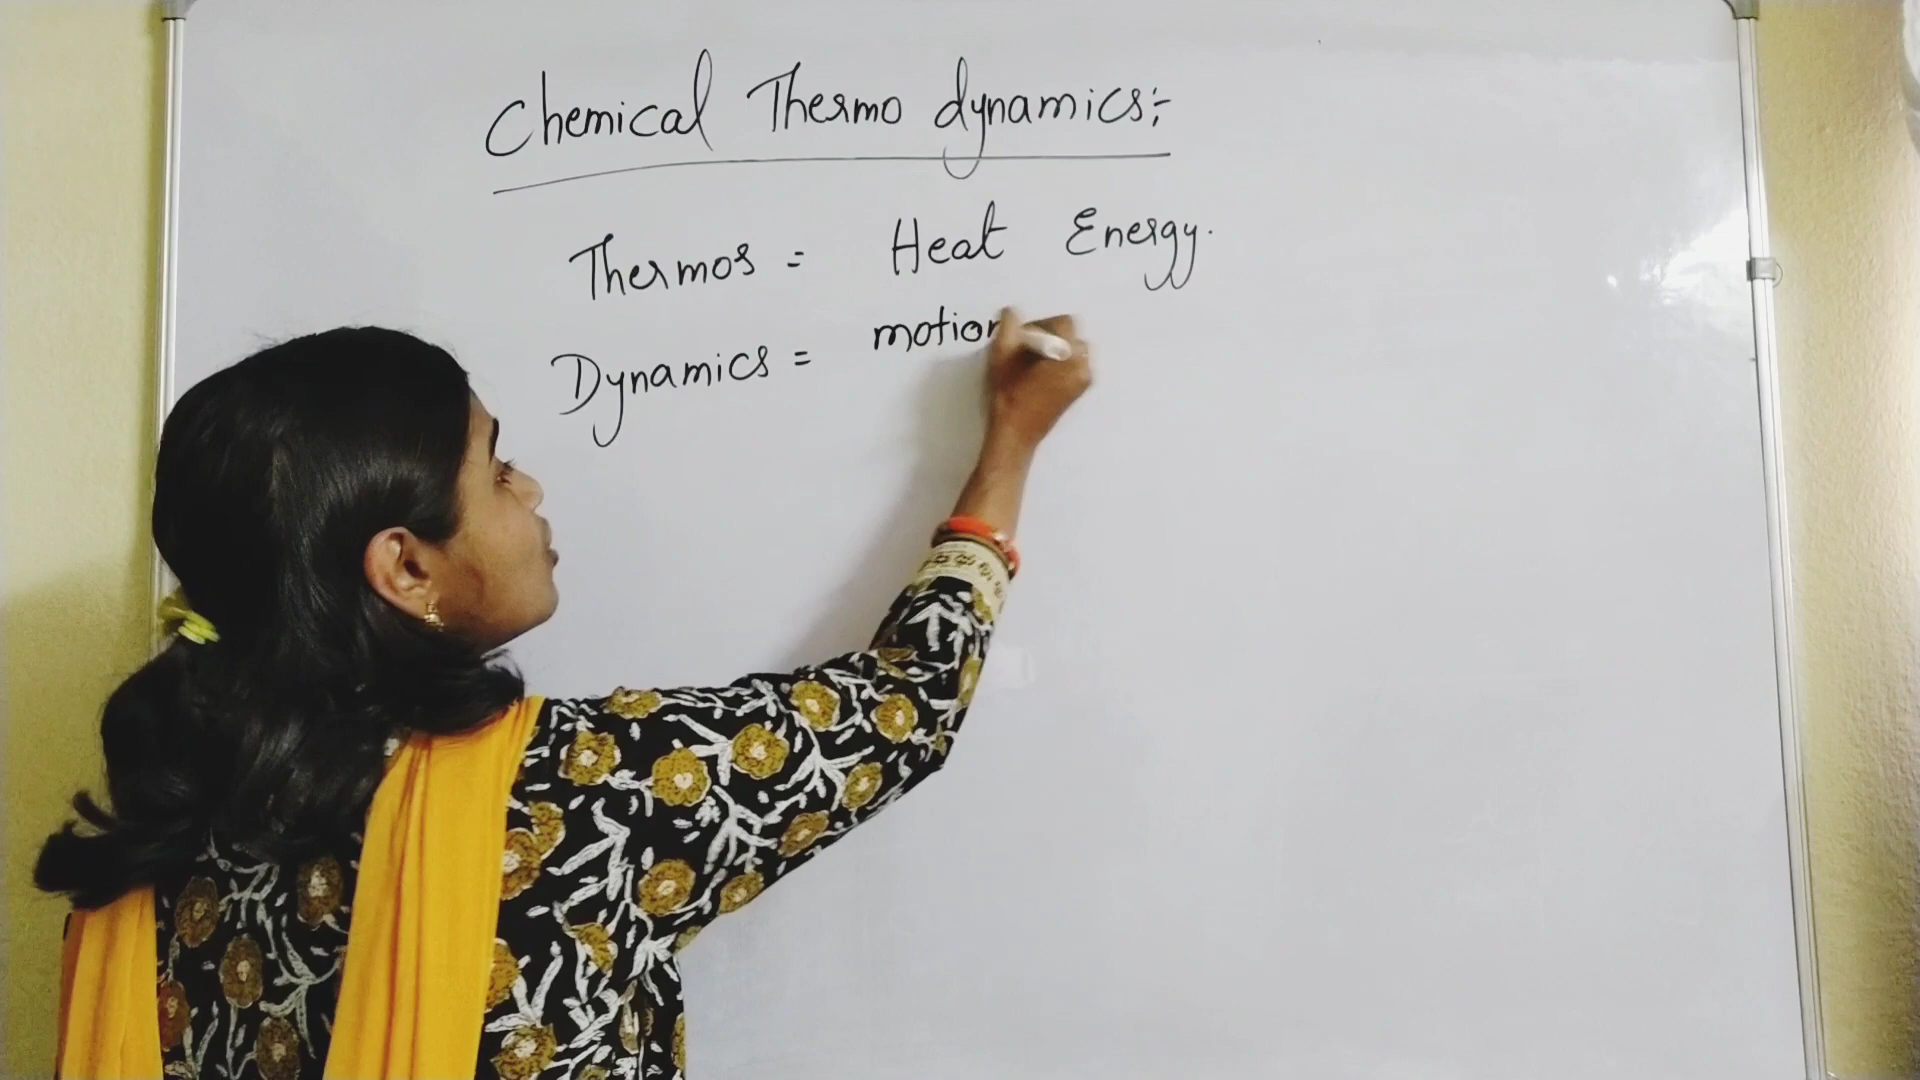 Chemical Thermo dynamics:-
Thermos = Heat Energy.
Dynamics = motion